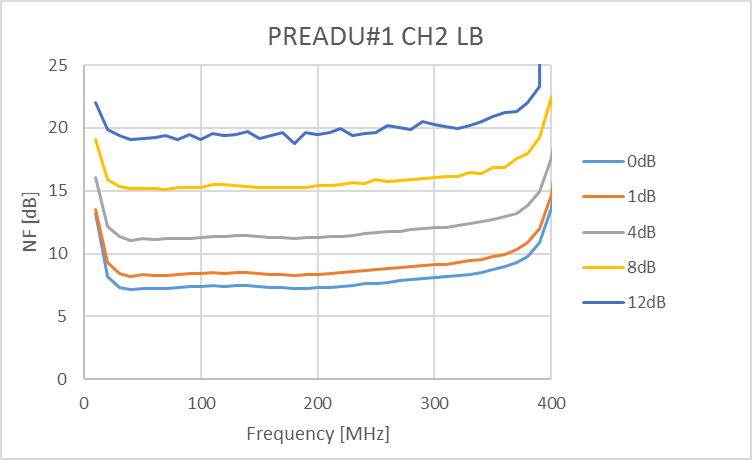 PREADU#1 CH2 LB
25
20
15
10
5
0
NF [dB]
0 100 200 300 400
Frequency [MHz]
0dB
1dB
4dB
8dB
12dB